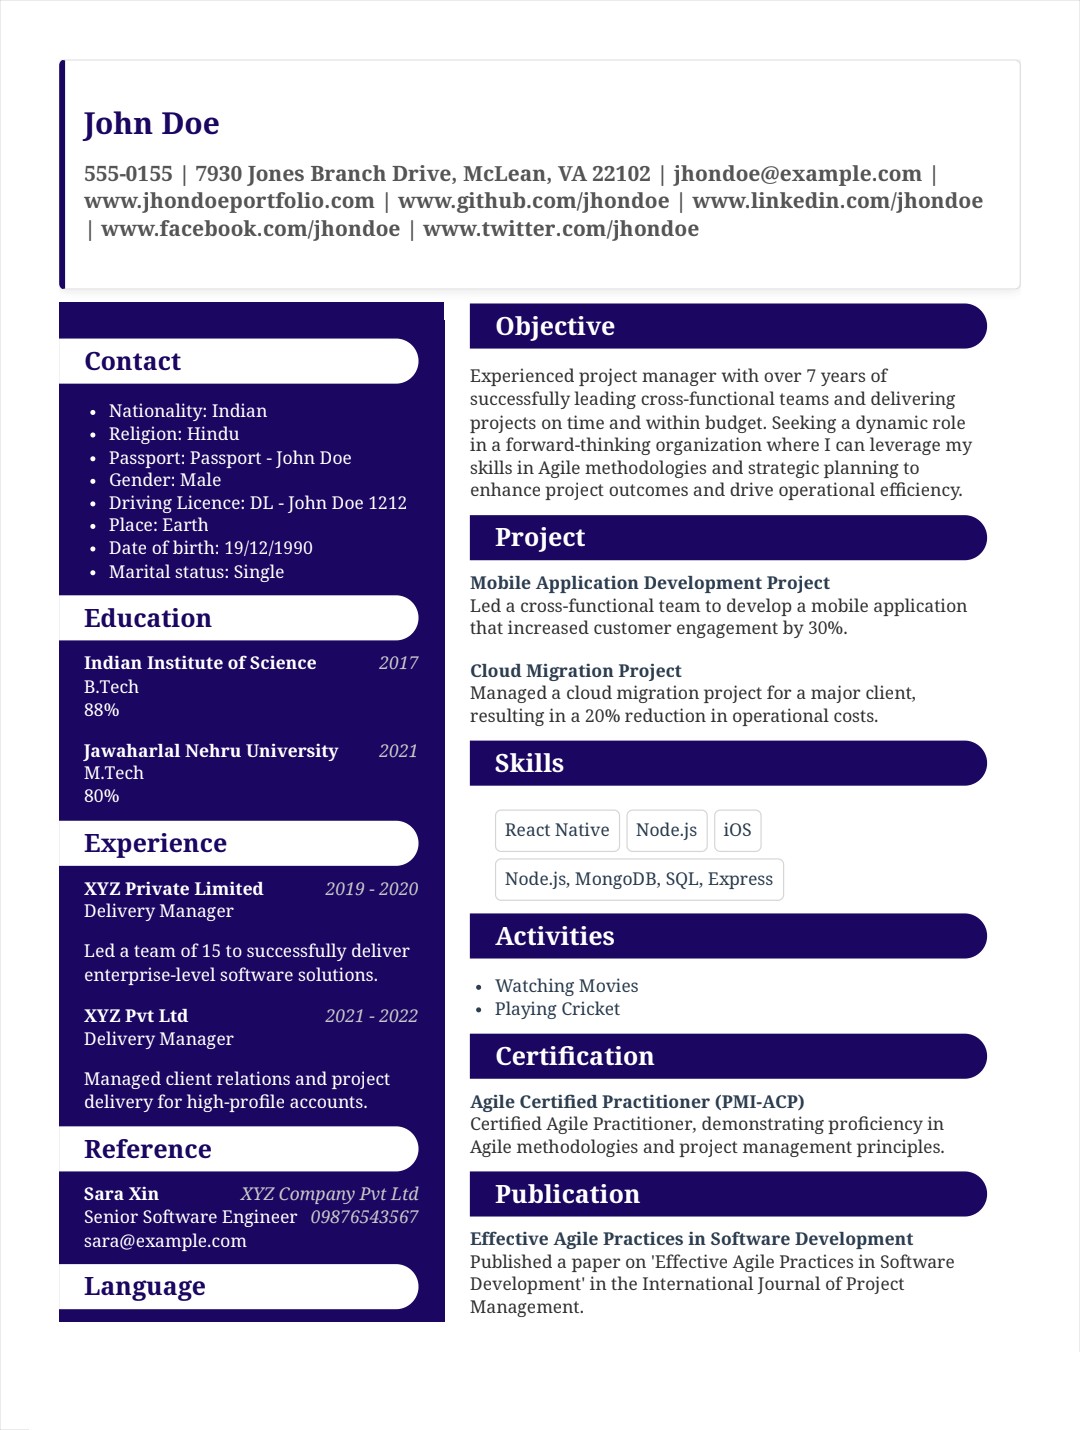 John Doe
555-0155 | 7930 Jones Branch Drive, McLean, VA 22102 | jhondoe@example.com |
www.jhondoeportfolio.com | www.github.com/jhondoe | www.linkedin.com/jhondoe
| www.facebook.com/jhondoe | www.twitter.com/jhondoe
Contact
• Nationality: Indian
• Religion: Hindu
• Passport: Passport - John Doe
• Gender: Male
• Driving Licence: DL - John Doe 1212
• Place: Earth
• Date of birth: 19/12/1990
• Marital status: Single
Education
Indian Institute of Science 2017
B.Tech
88%
Jawaharlal Nehru University 2021
M.Tech
80%
Experience
XYZ Private Limited 2019 - 2020
Delivery Manager
Led a team of 15 to successfully deliver
enterprise-level software solutions.
XYZ Pvt Ltd 2021 - 2022
Delivery Manager
Managed client relations and project
delivery for high-profile accounts.
Reference
Sara Xin XYZ Company Pvt Ltd
Senior Software Engineer 09876543567
sara@example.com
Language
Objective
Experienced project manager with over 7 years of
successfully leading cross-functional teams and delivering
projects on time and within budget. Seeking a dynamic role
in a forward-thinking organization where I can leverage my
skills in Agile methodologies and strategic planning to
enhance project outcomes and drive operational efficiency.
Project
Mobile Application Development Project
Led a cross-functional team to develop a mobile application
that increased customer engagement by 30%.
Cloud Migration Project
Managed a cloud migration project for a major client,
resulting in a 20% reduction in operational costs.
Skills
React Native Node.js iOS
Node.js, MongoDB, SQL, Express
Activities
• Watching Movies
• Playing Cricket
Certification
Agile Certified Practitioner (PMI-ACP)
Certified Agile Practitioner, demonstrating proficiency in
Agile methodologies and project management principles.
Publication
Effective Agile Practices in Software Development
Published a paper on 'Effective Agile Practices in Software
Development' in the International Journal of Project
Management.